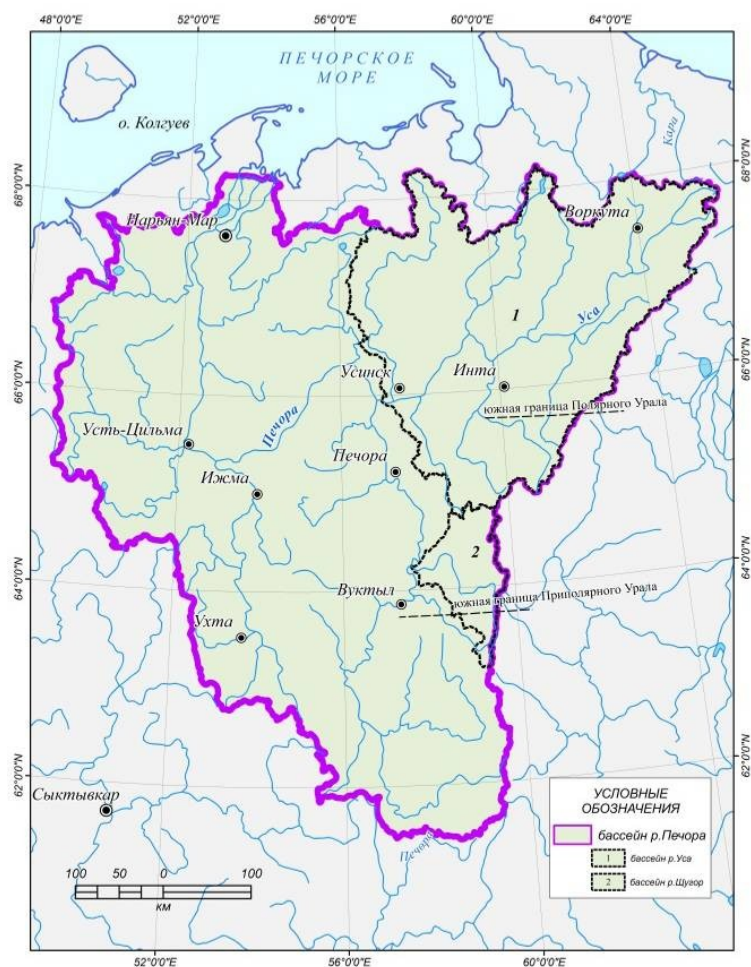 48°0'0"E
52°0'0"E
56°0'0"E
60°0'0"E
64°0'0"E
ПЕЧОРСКОЕ
МОРЕ
о. Колгуев
Кара
68°0'0"N
68°0'0"N
Нарьян-Мар
Воркута
1
Уса
66°0'0"N
66°0'0"N
Усинск
Инта
южная граница Полярного Урала
Усть-Цильма
Печора
Печора
Ижма
2
64°0'0"N
64°0'0"N
Вуктыл
южная граница Приполярного Урала
Ухта
62°0'0"N
62°0'0"N
Сыктывкар
УСЛОВНЫЕ
ОБОЗНАЧЕНИЯ
бассейн р.Печора
1 бассейн р.Уса
2 бассейн р.Щугор
Печора
100 50 0 100
км
52°0'0"E
56°0'0"E
60°0'0"E